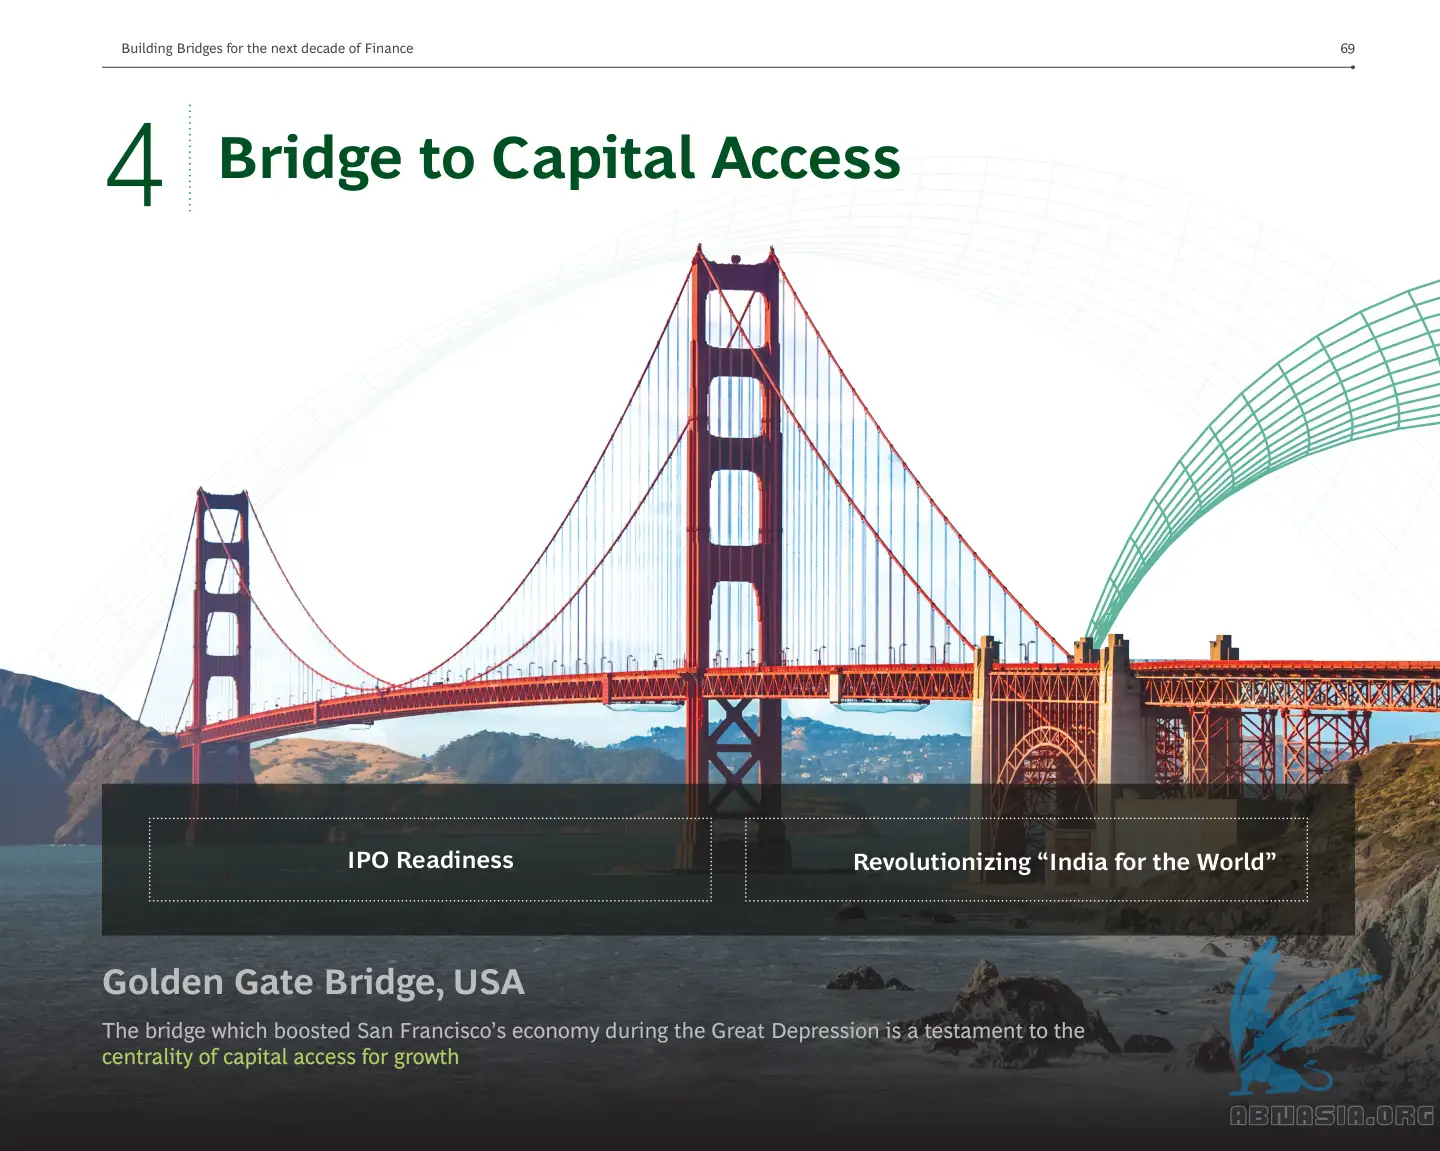 Building Bridges for the next decade of Finance
69
4
Bridge to Capital Access
IPO Readiness
Revolutionizing “India for the World”
Golden Gate Bridge, USA
The bridge which boosted San Francisco’s economy during the Great Depression is a testament to the
centrality of capital access for growth
ABNASIA.ORG